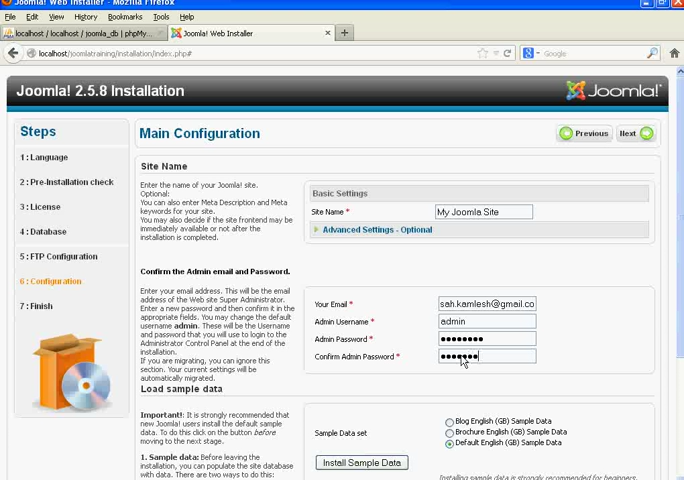 Joomla! Web Installer - Mozilla Firefox
File Edit View History Bookmarks Tools Help
localhost / localhost / joomla_db | phpMy... × Joomla! Web Installer × +
localhost/joomlatraining/installation/index.php# Google
Joomla! 2.5.8 Installation Joomla!
Steps
1 : Language
2 : Pre-Installation check
3 : License
4 : Database
5 : FTP Configuration
6 : Configuration
7 : Finish
Main Configuration Previous Next
Site Name
Enter the name of your Joomla! site.
Optional:
You can also enter Meta Description and Meta
keywords for your site.
You may also decide if the site frontend may be
immediately available or not after the
installation is completed.
Basic Settings
Site Name * My Joomla Site
Advanced Settings - Optional
Confirm the Admin email and Password.
Enter your email address. This will be the email
address of the Web site Super Administrator.
Enter a new password and then confirm it in the
appropriate fields. You may change the default
username admin. These will be the Username
and password that you will use to login to the
Administrator Control Panel at the end of the
installation.
If you are migrating, you can ignore this
section. Your current settings will be
automatically migrated.
Your Email * sah.kamlesh@gmail.co
Admin Username * admin
Admin Password * ●●●●●●●●
Confirm Admin Password * ●●●●●●●
Load sample data
Important!: It is strongly recommended that
new Joomla! users install the default sample
data. To do this click on the button before
moving to the next stage.
1. Sample data: Before leaving the
installation, you can populate the site database
with data. There are two ways to do this:
Sample Data set
Blog English (GB) Sample Data
Brochure English (GB) Sample Data
Default English (GB) Sample Data
Install Sample Data
Installing sample data is strongly recommended for beginners.